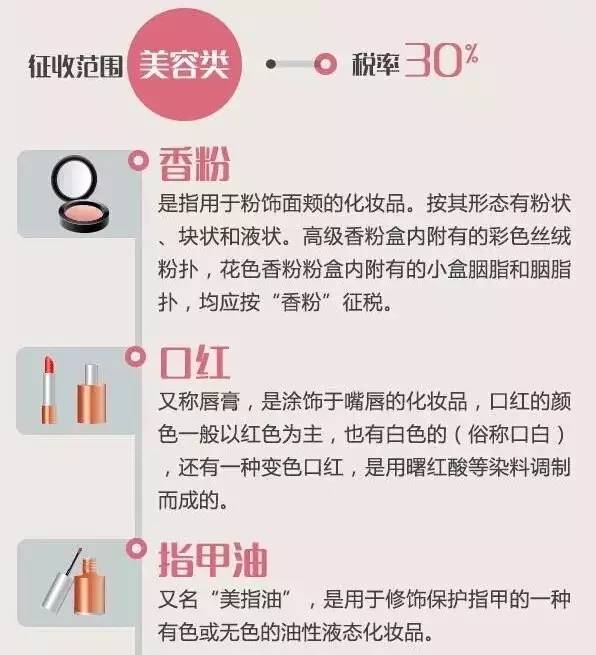 征收范围 美容类 税率30%
香粉
是指用于粉饰面颊的化妆品。按其形态有粉状
、块状和液状。高级香粉盒内附有的彩色丝绒
粉扑，花色香粉粉盒内附有的小盒胭脂和胭脂
扑，均应按“香粉”征税。
口红
又称唇膏，是涂饰于嘴唇的化妆品，口红的颜
色一般以红色为主，也有白色的（俗称口白）
，还有一种变色口红，是用曙红酸等染料调制
而成的。
指甲油
又名“美指油”，是用于修饰保护指甲的一种
有色或无色的油性液态化妆品。